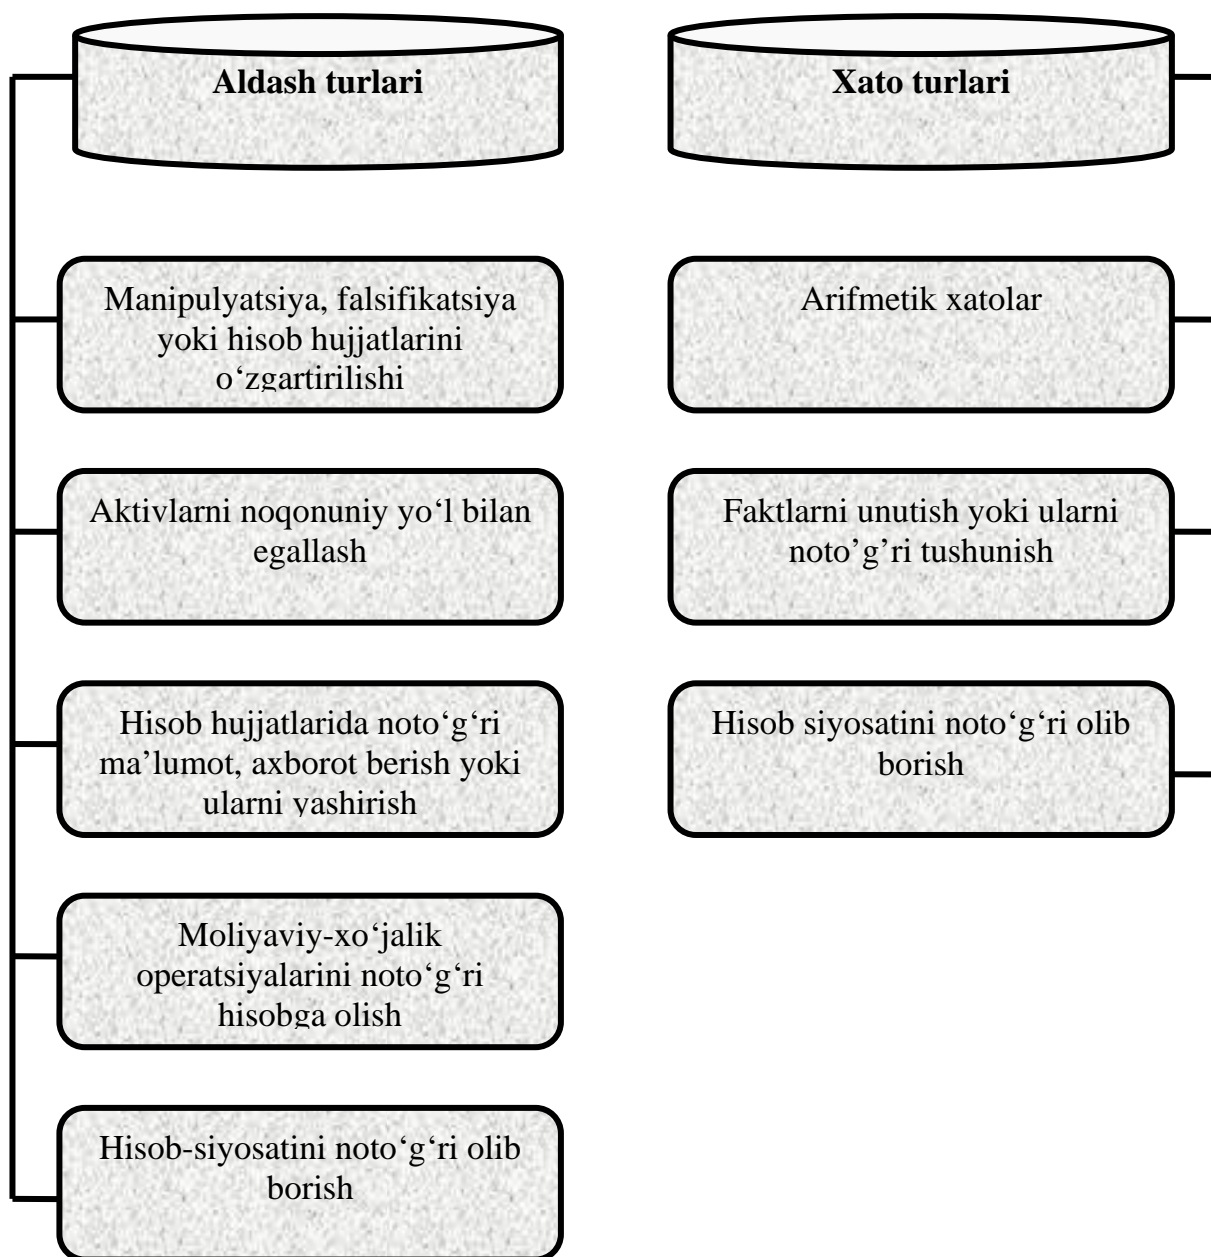 Aldash turlari
Manipulyatsiya, falsifikatsiya
yoki hisob hujjatlarini
o‘zgartirilishi
Aktivlarni noqonuniy yo‘l bilan
egallash
Hisob hujjatlarida noto‘g‘ri
ma’lumot, axborot berish yoki
ularni yashirish
Moliyaviy-xo‘jalik
operatsiyalarini noto‘g‘ri
hisobga olish
Hisob-siyosatini noto‘g‘ri olib
borish
Xato turlari
Arifmetik xatolar
Faktlarni unutish yoki ularni
noto’g’ri tushunish
Hisob siyosatini noto‘g‘ri olib
borish